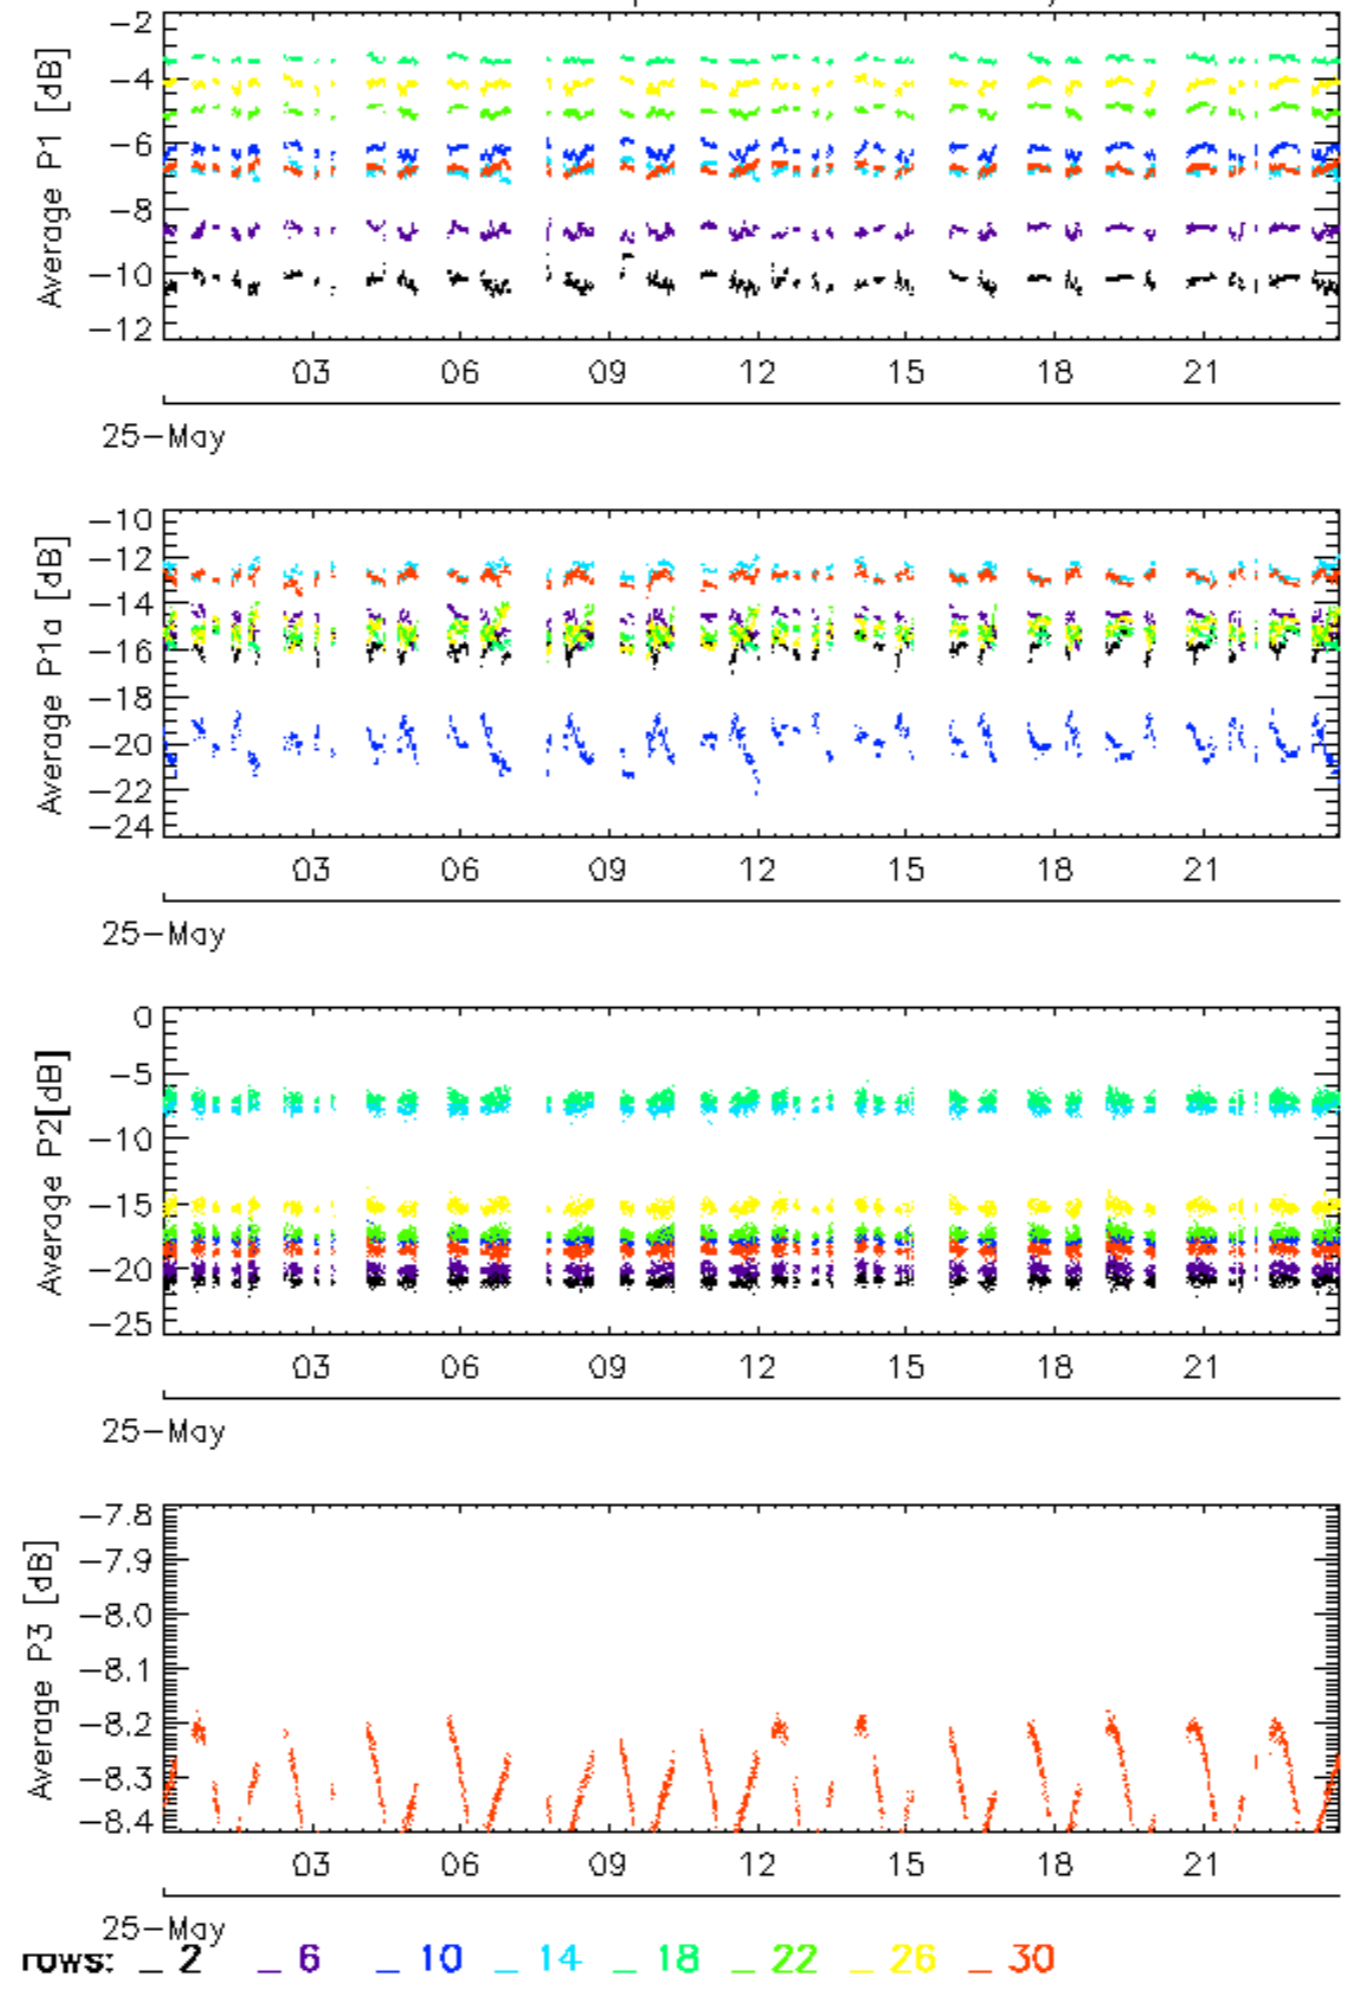 Average P1 [dB]
-2
-4
-6
-8
-10
-12
03 06 09 12 15 18 21
25-May
Average P1a [dB]
-10
-12
-14
-16
-18
-20
-22
-24
03 06 09 12 15 18 21
25-May
Average P2[dB]
0
-5
-10
-15
-20
-25
03 06 09 12 15 18 21
25-May
Average P3 [dB]
-7.8
-7.9
-8.0
-8.1
-8.2
-8.3
-8.4
03 06 09 12 15 18 21
25-May
rows: _ 2 _ 6 _ 10 _ 14 _ 18 _ 22 _ 26 _ 30